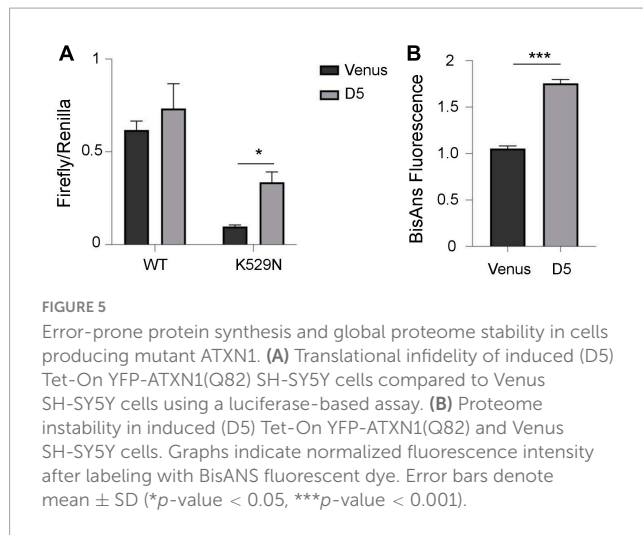 A
B
1
0.5
0
Firefly/Renilla
WT
K529N
*
Venus
D5
2
1.5
1.0
0.5
0
BisAns Fluorescence
***
Venus
D5
FIGURE 5
Error-prone protein synthesis and global proteome stability in cells
producing mutant ATXN1. (A) Translational infidelity of induced (D5)
Tet-On YFP-ATXN1(Q82) SH-SY5Y cells compared to Venus
SH-SY5Y cells using a luciferase-based assay. (B) Proteome
instability in induced (D5) Tet-On YFP-ATXN1(Q82) and Venus
SH-SY5Y cells. Graphs indicate normalized fluorescence intensity
after labeling with BisANS fluorescent dye. Error bars denote
mean ± SD (*p-value < 0.05, ***p-value < 0.001).